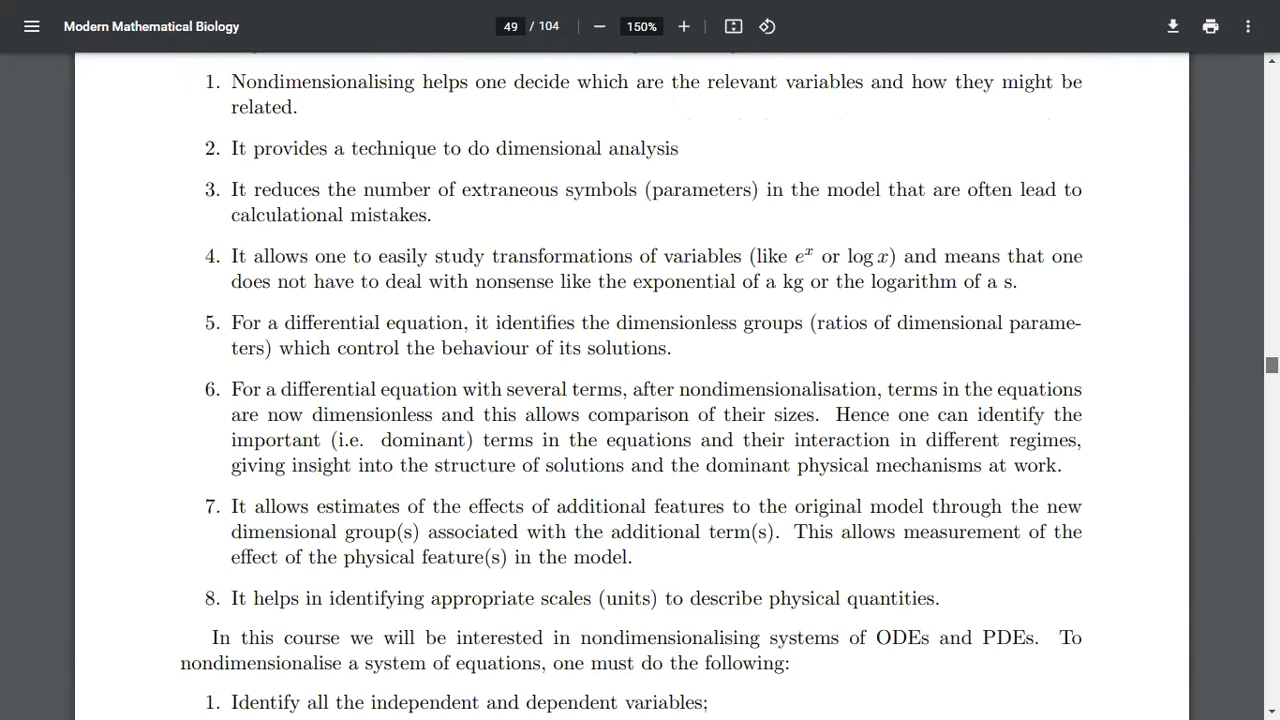 Modern Mathematical Biology
49 / 104
150%
1. Nondimensionalising helps one decide which are the relevant variables and how they might be
related.
2. It provides a technique to do dimensional analysis
3. It reduces the number of extraneous symbols (parameters) in the model that are often lead to
calculational mistakes.
4. It allows one to easily study transformations of variables (like eˣ or log x) and means that one
does not have to deal with nonsense like the exponential of a kg or the logarithm of a s.
5. For a differential equation, it identifies the dimensionless groups (ratios of dimensional parame-
ters) which control the behaviour of its solutions.
6. For a differential equation with several terms, after nondimensionalisation, terms in the equations
are now dimensionless and this allows comparison of their sizes. Hence one can identify the
important (i.e. dominant) terms in the equations and their interaction in different regimes,
giving insight into the structure of solutions and the dominant physical mechanisms at work.
7. It allows estimates of the effects of additional features to the original model through the new
dimensional group(s) associated with the additional term(s). This allows measurement of the
effect of the physical feature(s) in the model.
8. It helps in identifying appropriate scales (units) to describe physical quantities.
In this course we will be interested in nondimensionalising systems of ODEs and PDEs. To
nondimensionalise a system of equations, one must do the following:
1. Identify all the independent and dependent variables;